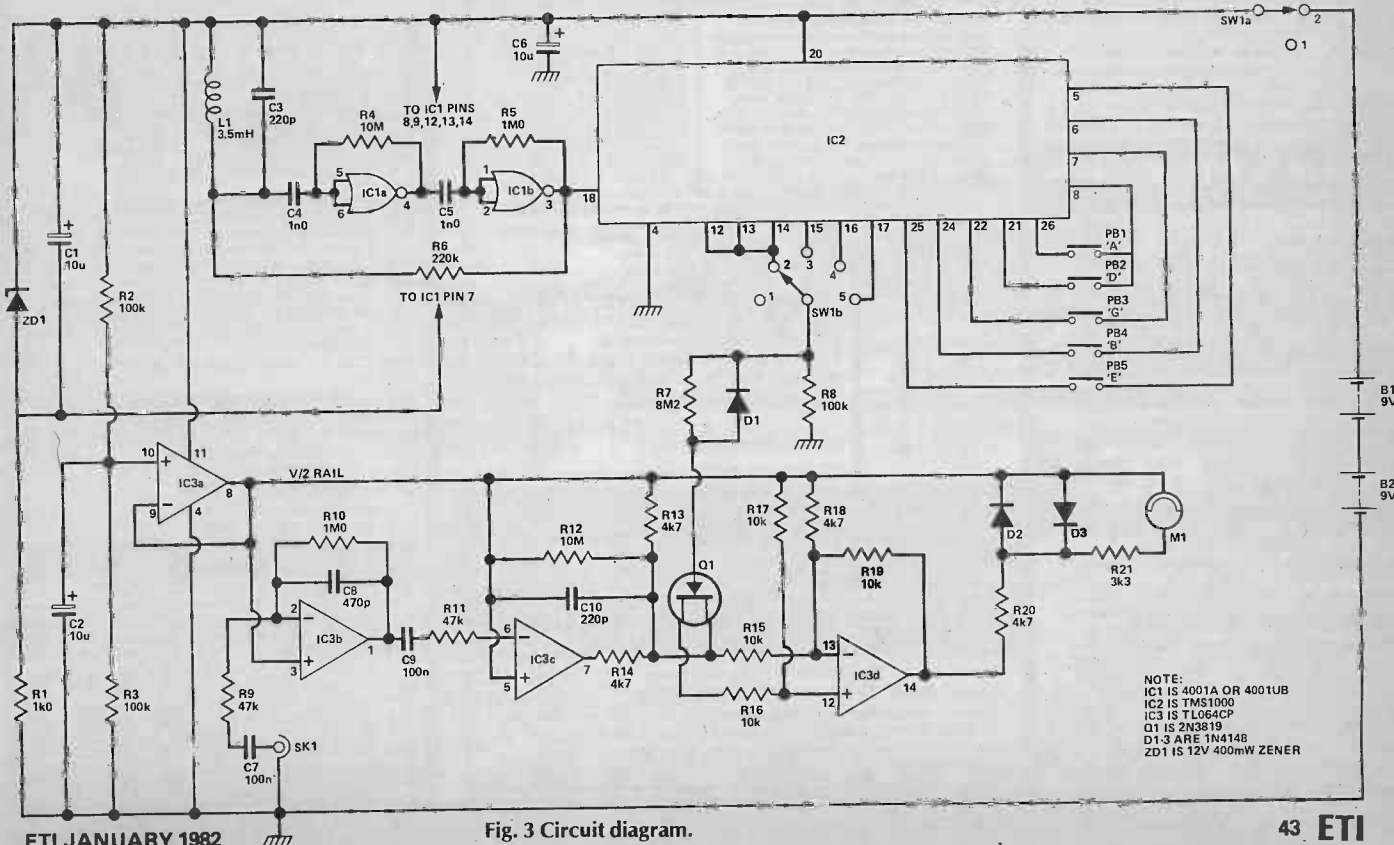 SW1a
2
1
C6
10u
20
5
6
7
8
IC2
L1
3.5mH
C3
220p
TO IC1 PINS
8,9,12,13,14
R4
10M
R5
1M0
5
6
IC1a
4
1
2
IC1b
3
18
C4
1n0
C5
1n0
R6
220k
TO IC1 PIN 7
4
12
13
14
15
16
17
25
24
22
21
26
2
3
4
1
5
SW1b
PB1
'A'
PB2
'D'
PB3
'G'
PB4
'B'
PB5
'E'
C1
10u
R2
100k
ZD1
R7
8M2
D1
R8
100k
B1
9V
B2
9V
10
11
IC3a
8
9
4
V/2 RAIL
R10
1M0
C8
470p
2
IC3b
1
3
R11
47k
C9
100n
R12
10M
C10
220p
R13
4k7
6
IC3c
7
5
R14
4k7
Q1
R17
10k
R18
4k7
R19
10k
R15
10k
R16
10k
13
IC3d
14
12
D2
D3
M1
R21
3k3
R20
4k7
C2
10u
R1
1k0
R3
100k
R9
47k
SK1
C7
100n
NOTE:
IC1 IS 4001A OR 4001UB
IC2 IS TMS1000
IC3 IS TL064CP
Q1 IS 2N3819
D1-3 ARE 1N4148
ZD1 IS 12V 400mW ZENER
ETI JANUARY 1982
Fig. 3 Circuit diagram.
43 ETI